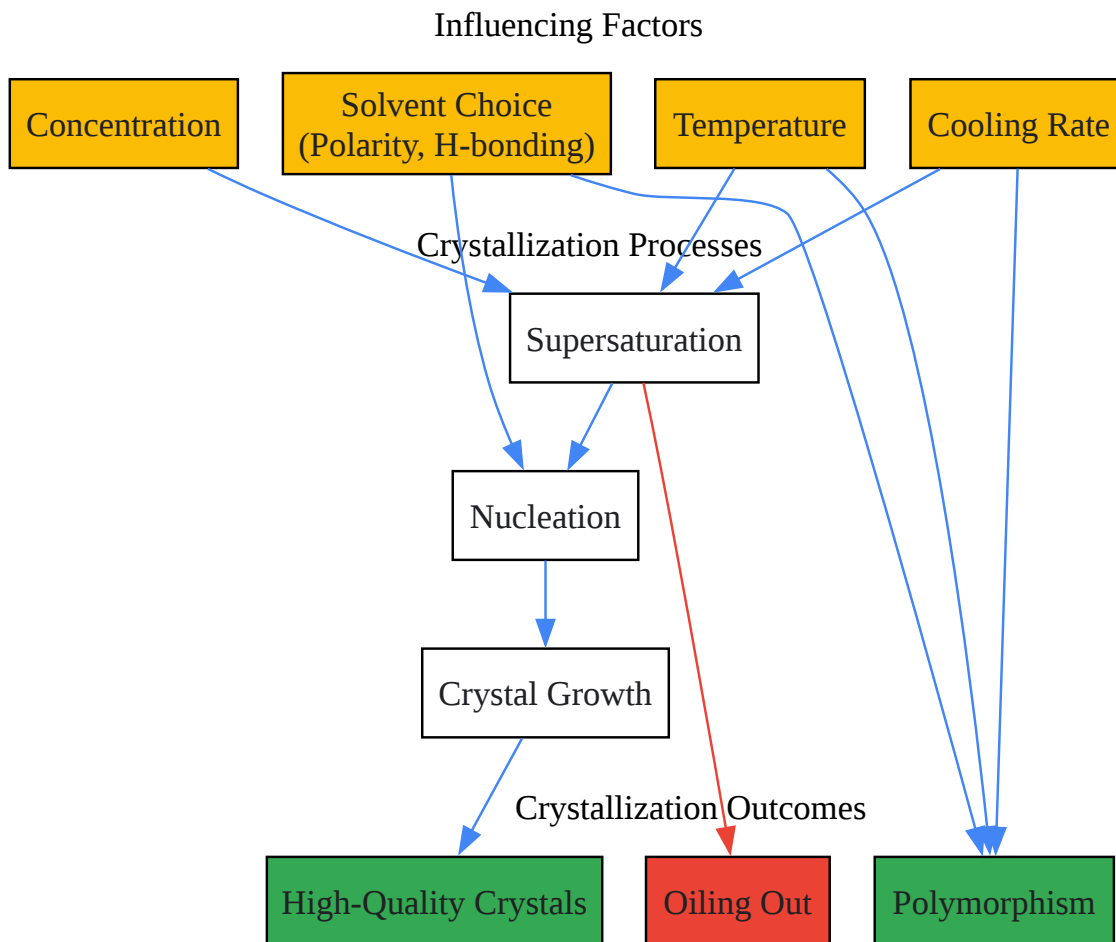 Influencing Factors
Concentration
Solvent Choice
(Polarity, H-bonding)
Temperature
Cooling Rate
Crystallization Processes
Supersaturation
Nucleation
Crystal Growth
Crystallization Outcomes
High-Quality Crystals
Oiling Out
Polymorphism